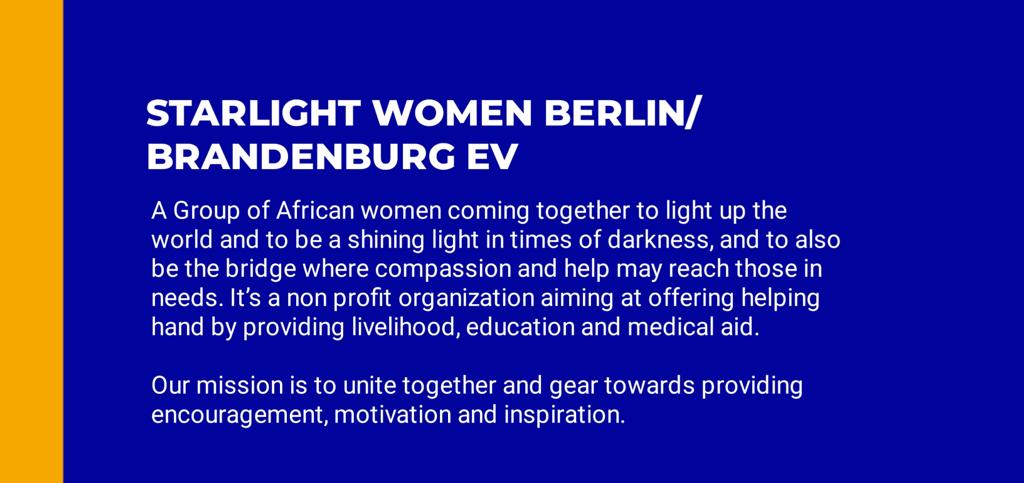 STARLIGHT WOMEN BERLIN/
BRANDENBURG EV
A Group of African women coming together to light up the
world and to be a shining light in times of darkness, and to also
be the bridge where compassion and help may reach those in
needs. It’s a non profit organization aiming at offering helping
hand by providing livelihood, education and medical aid.
Our mission is to unite together and gear towards providing
encouragement, motivation and inspiration.